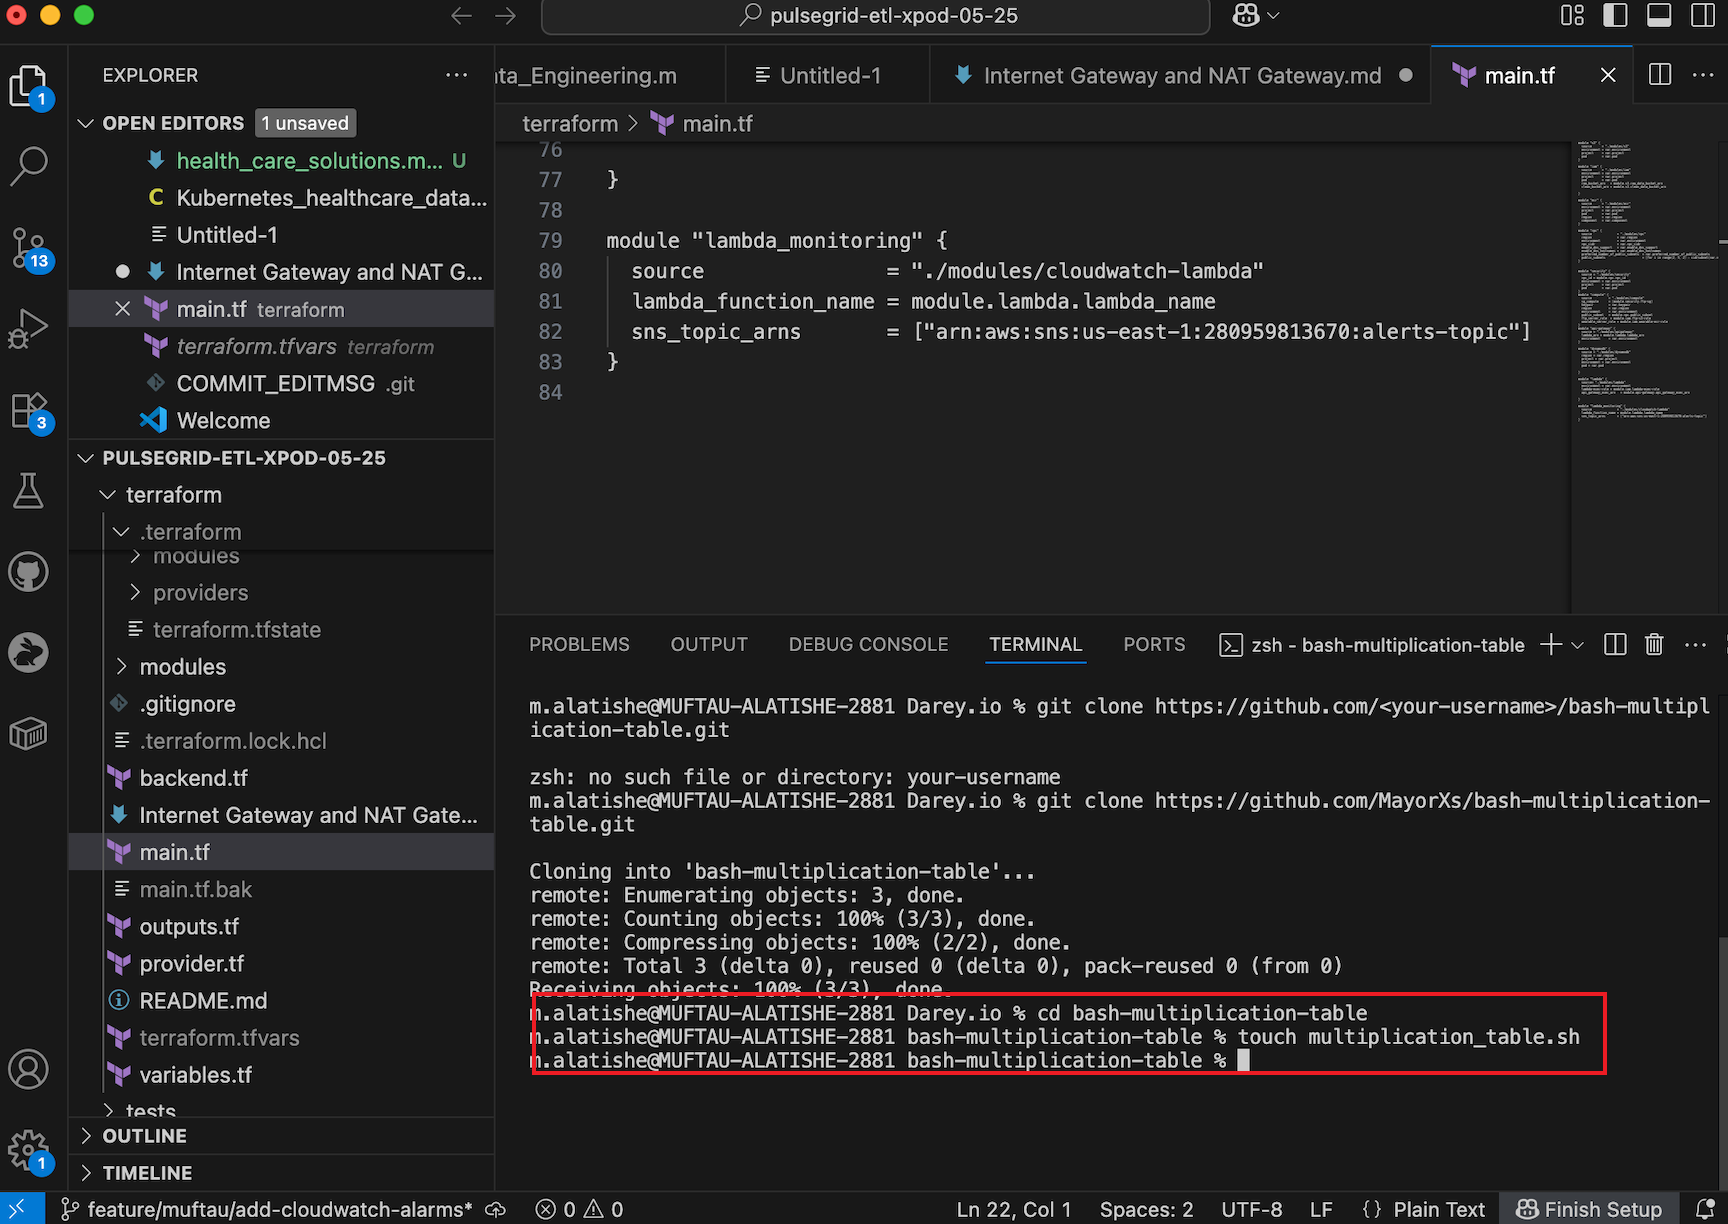 pulsegrid-etl-xpod-05-25
EXPLORER
OPEN EDITORS 1 unsaved
health_care_solutions.m... U
Kubernetes_healthcare_data...
Untitled-1
Internet Gateway and NAT G...
main.tf terraform
terraform.tfvars terraform
COMMIT_EDITMSG .git
Welcome
PULSEGRID-ETL-XPOD-05-25
terraform
.terraform
modules
providers
terraform.tfstate
modules
.gitignore
.terraform.lock.hcl
backend.tf
Internet Gateway and NAT Gate...
main.tf
main.tf.bak
outputs.tf
provider.tf
README.md
terraform.tfvars
variables.tf
tests
OUTLINE
TIMELINE
1
13
3
1
ta_Engineering.m Untitled-1 Internet Gateway and NAT Gateway.md main.tf
terraform > main.tf
76
77 }
78
79 module "lambda_monitoring" {
80 source = "./modules/cloudwatch-lambda"
81 lambda_function_name = module.lambda.lambda_name
82 sns_topic_arns = ["arn:aws:sns:us-east-1:280959813670:alerts-topic"]
83 }
84
PROBLEMS OUTPUT DEBUG CONSOLE TERMINAL PORTS zsh - bash-multiplication-table
m.alatishe@MUFTAU-ALATISHE-2881 Darey.io % git clone https://github.com/<your-username>/bash-multipl
ication-table.git
zsh: no such file or directory: your-username
m.alatishe@MUFTAU-ALATISHE-2881 Darey.io % git clone https://github.com/MayorXs/bash-multiplication-
table.git
Cloning into 'bash-multiplication-table'...
remote: Enumerating objects: 3, done.
remote: Counting objects: 100% (3/3), done.
remote: Compressing objects: 100% (2/2), done.
remote: Total 3 (delta 0), reused 0 (delta 0), pack-reused 0 (from 0)
Receiving objects: 100% (3/3), done.
m.alatishe@MUFTAU-ALATISHE-2881 Darey.io % cd bash-multiplication-table
m.alatishe@MUFTAU-ALATISHE-2881 bash-multiplication-table % touch multiplication_table.sh
m.alatishe@MUFTAU-ALATISHE-2881 bash-multiplication-table %
feature/muftau/add-cloudwatch-alarms* 0 0 Ln 22, Col 1 Spaces: 2 UTF-8 LF {} Plain Text Finish Setup